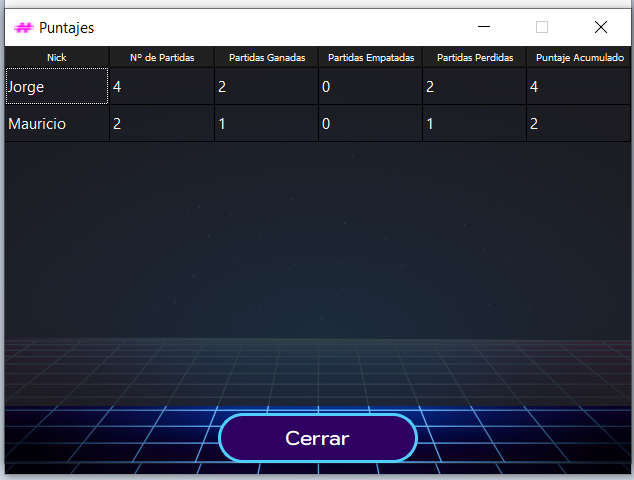 Puntajes
Nick Nº de Partidas Partidas Ganadas Partidas Empatadas Partidas Perdidas Puntaje Acumulado
Jorge 4 2 0 2 4
Mauricio 2 1 0 1 2
Cerrar